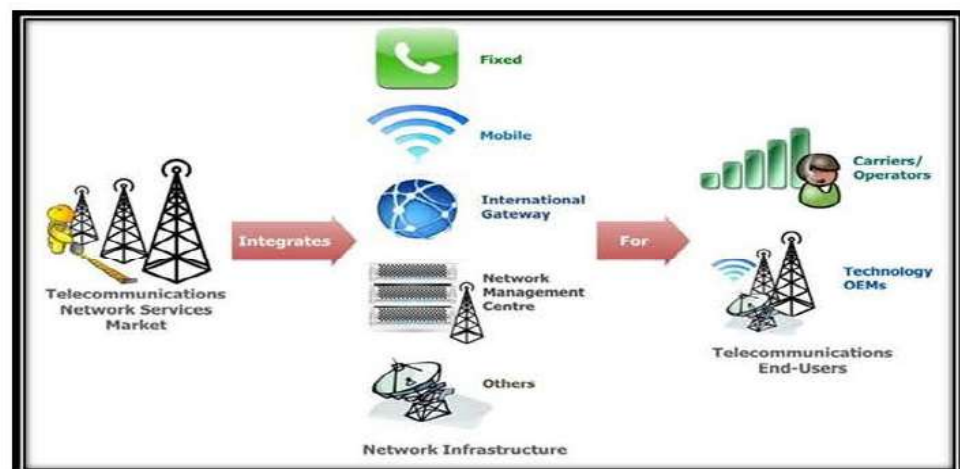 Telecommunications
Network Services
Market
Integrates
Fixed
Mobile
International
Gateway
Network
Management
Centre
Others
Network Infrastructure
For
Carriers/
Operators
Technology
OEMs
Telecommunications
End-Users